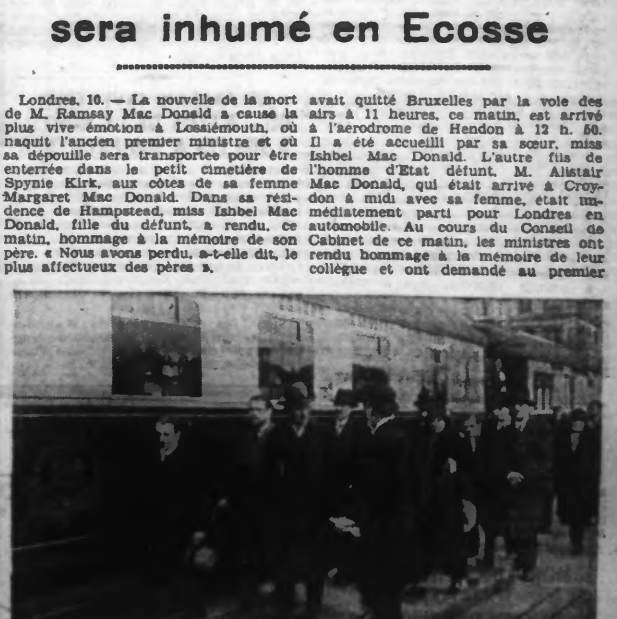 sera inhumé en Ecosse
Londres, 10. — La nouvelle de la mort
de M. Ramsay Mac Donald a causé la
plus vive émotion à Lossiémouth, où
naquit l'ancien premier ministre et où
sa dépouille sera transportée pour être
enterrée dans le petit cimetière de
Spynie Kirk, aux côtés de sa femme
Margaret Mac Donald. Dans sa rési-
dence de Hampstead, miss Ishbel Mac
Donald, fille du défunt, a rendu, ce
matin, hommage à la mémoire de son
père. « Nous avons perdu, a-t-elle dit, le
plus affectueux des pères ».
avait quitté Bruxelles par la voie des
airs à 11 heures, ce matin, est arrivé
à l'aérodrome de Hendon à 12 h. 50.
Il a été accueilli par sa sœur, miss
Ishbel Mac Donald. L'autre fils de
l'homme d'Etat défunt, M. Alistair
Mac Donald, qui était arrivé à Croy-
don à midi avec sa femme, était im-
médiatement parti pour Londres en
automobile. Au cours du Conseil de
Cabinet de ce matin, les ministres ont
rendu hommage à la mémoire de leur
collègue et ont demandé au premier